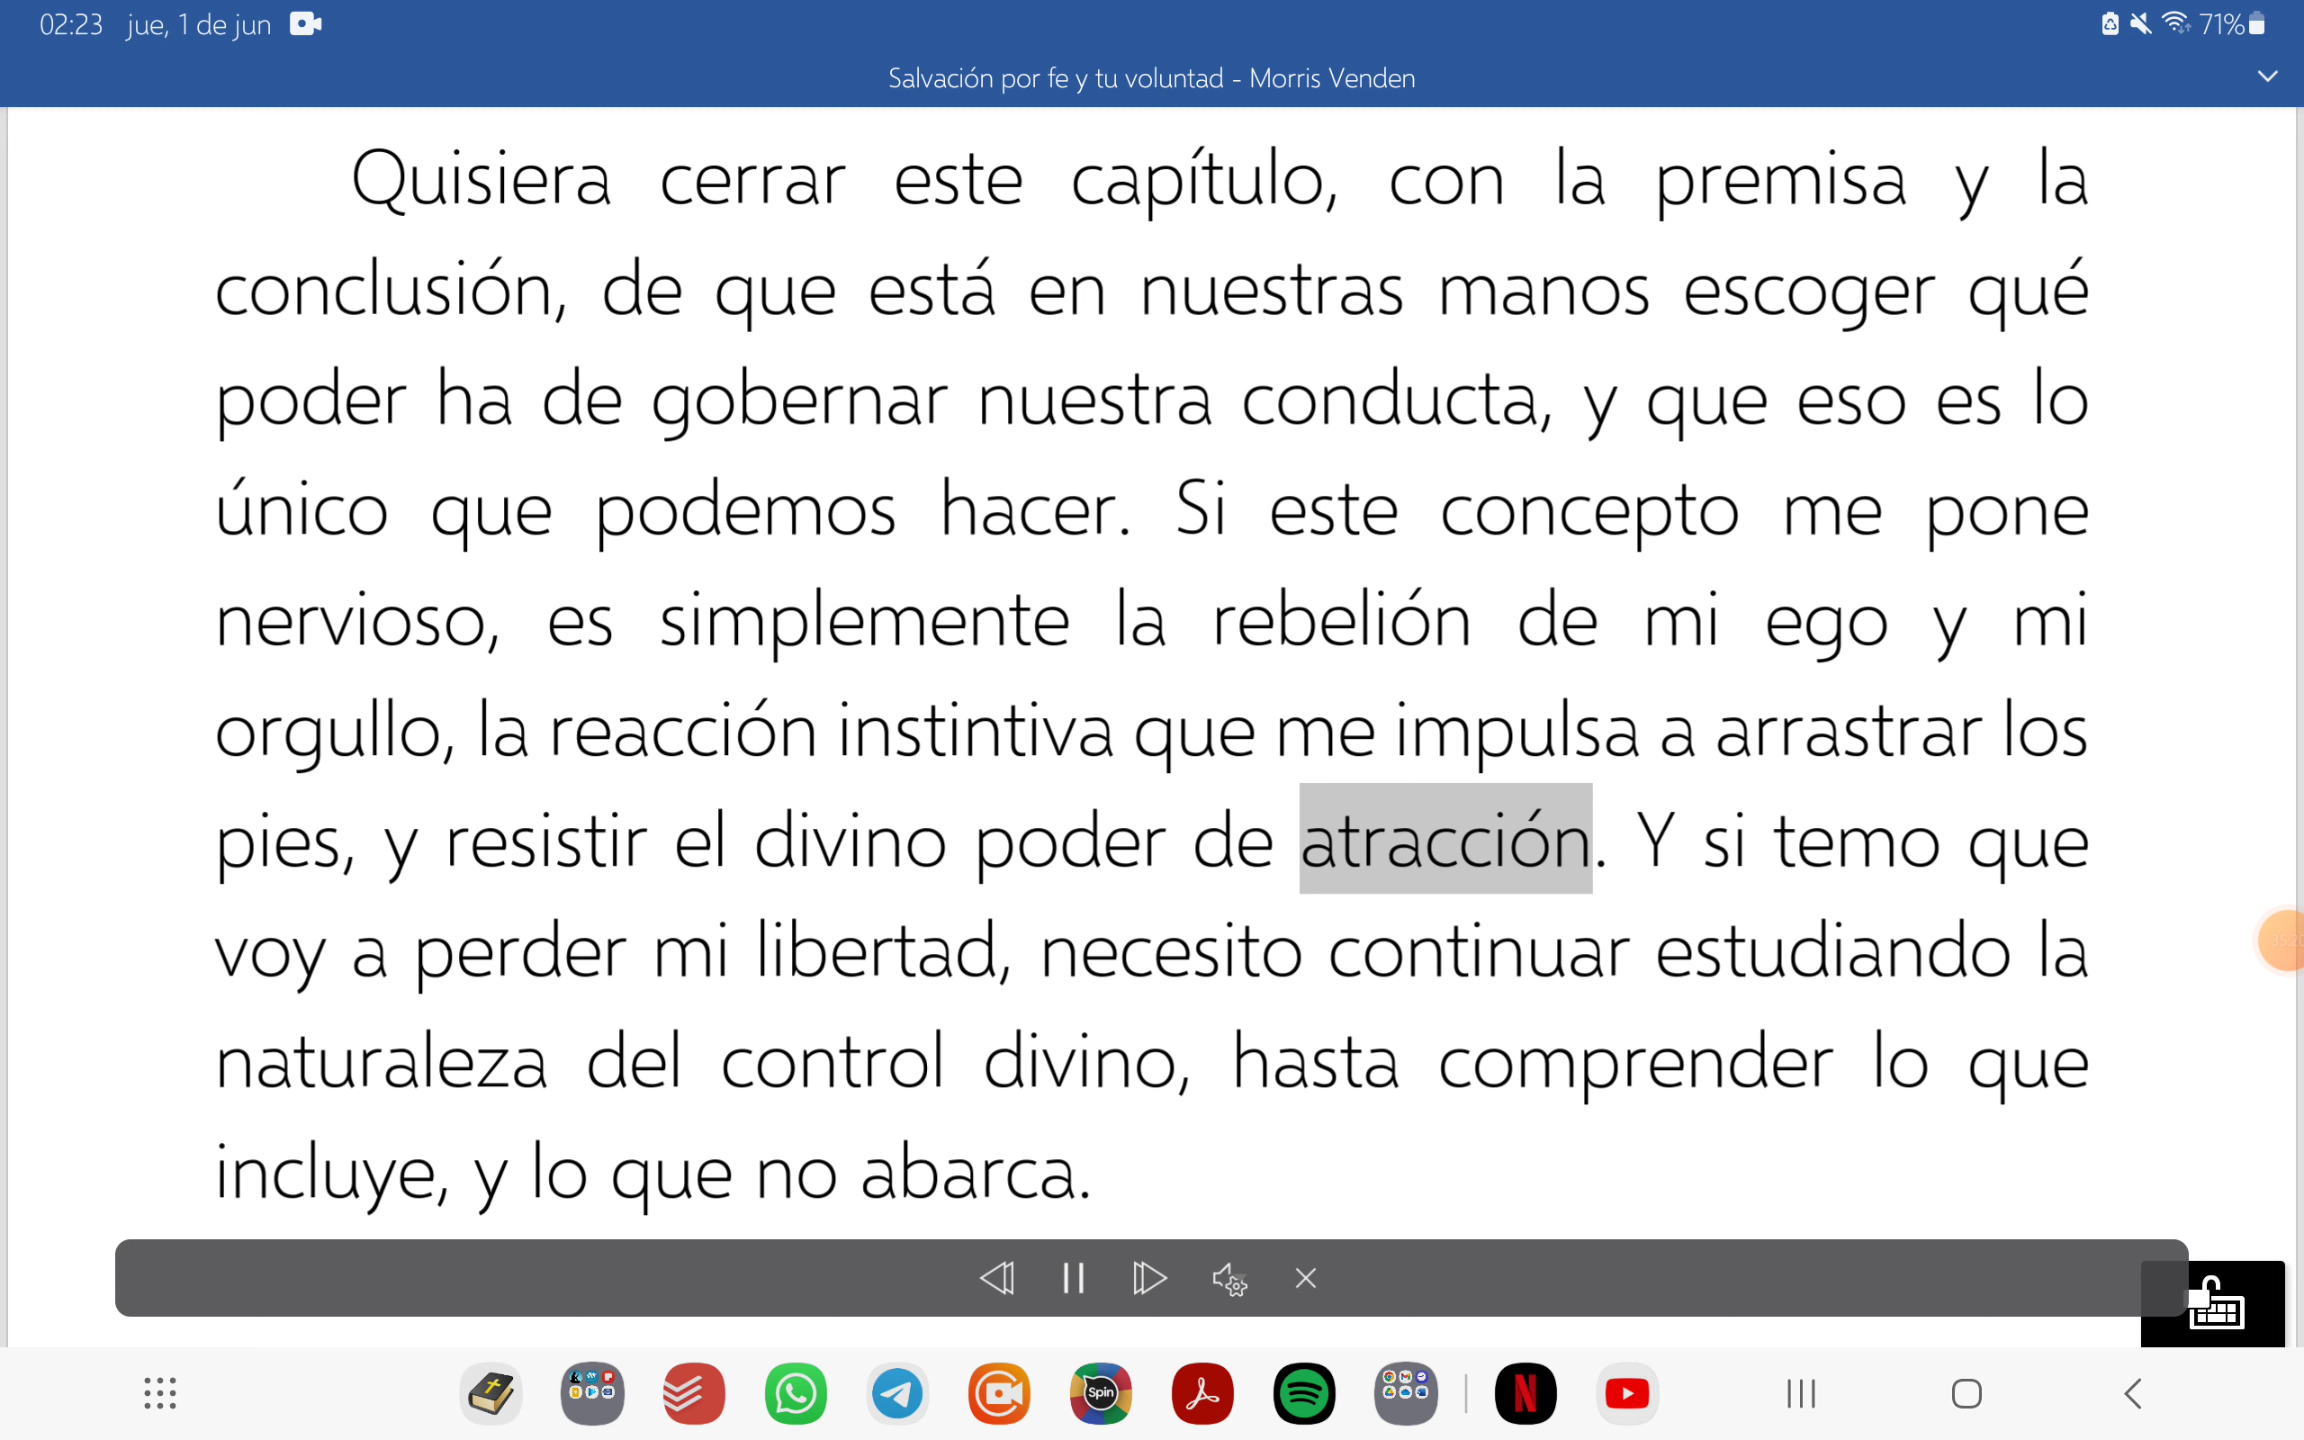 02:23 jue, 1 de jun 71%
Salvación por fe y tu voluntad - Morris Venden
Quisiera cerrar este capítulo, con la premisa y la
conclusión, de que está en nuestras manos escoger qué
poder ha de gobernar nuestra conducta, y que eso es lo
único que podemos hacer. Si este concepto me pone
nervioso, es simplemente la rebelión de mi ego y mi
orgullo, la reacción instintiva que me impulsa a arrastrar los
pies, y resistir el divino poder de atracción. Y si temo que
voy a perder mi libertad, necesito continuar estudiando la
naturaleza del control divino, hasta comprender lo que
incluye, y lo que no abarca.
Spin
N